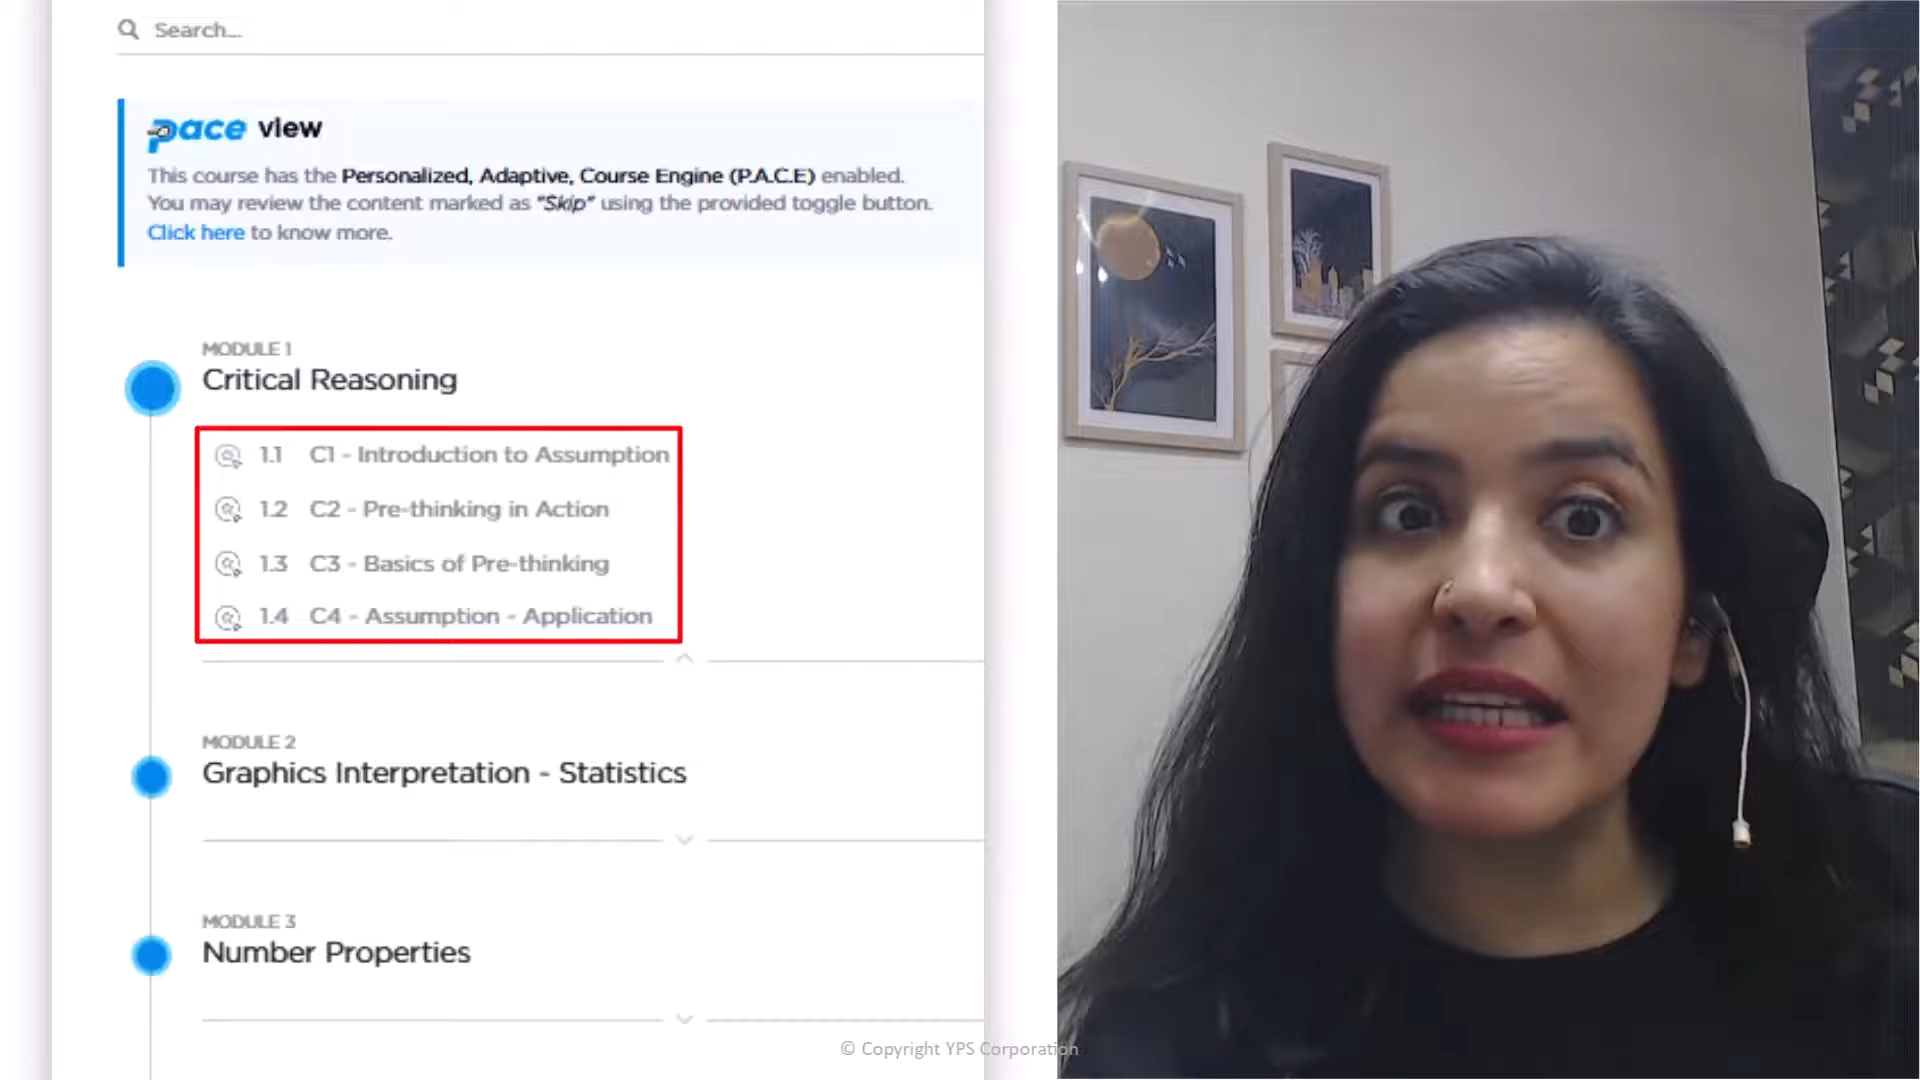 Search...
pace view
This course has the Personalized, Adaptive, Course Engine (P.A.C.E) enabled.
You may review the content marked as "Skip" using the provided toggle button.
Click here to know more.
MODULE 1
Critical Reasoning
1.1 C1 - Introduction to Assumption
1.2 C2 - Pre-thinking in Action
1.3 C3 - Basics of Pre-thinking
1.4 C4 - Assumption - Application
MODULE 2
Graphics Interpretation - Statistics
MODULE 3
Number Properties
© Copyright YPS Corporation